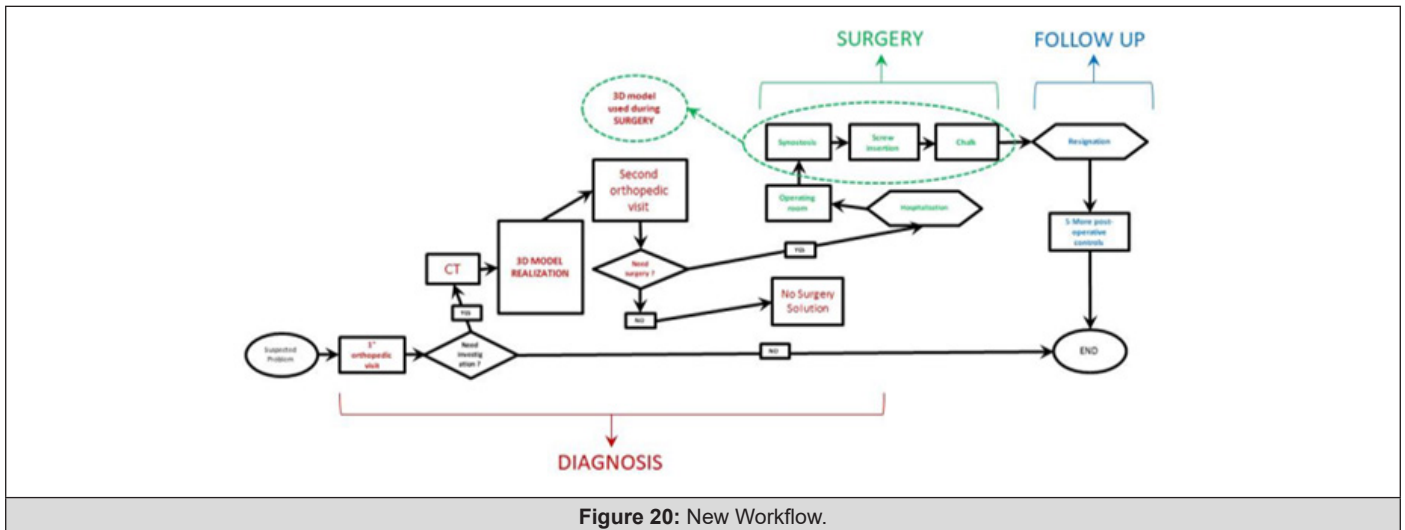 SURGERY
FOLLOW UP
3D model
used during
SURGERY
Synostesis
Screw
insertion
Chalk
Resignation
Second
orthopedic
visit
Operating
room
Hospitalization
5 More post-
operative
controls
CT
3D MODEL
REALIZATION
Need
surgery ?
YES
YES
NO
No Surgery
Solution
Suspected
Problem
1°
orthopedic
visit
Need
investig
ation ?
NO
END
DIAGNOSIS
Figure 20: New Workflow.